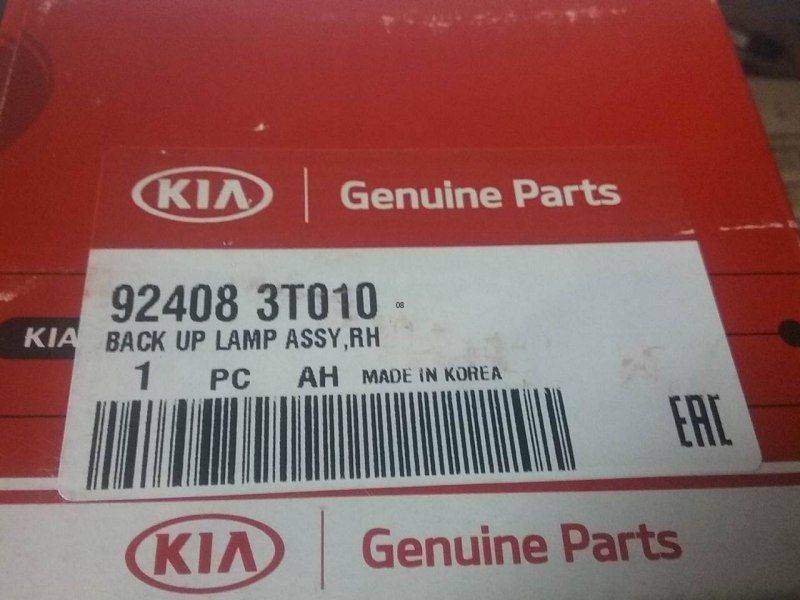 KIA Genuine Parts
92408 3T010 08
BACK UP LAMP ASSY,RH
KIA
1 PC AH MADE IN KOREA
EAC
KIA Genuine Parts